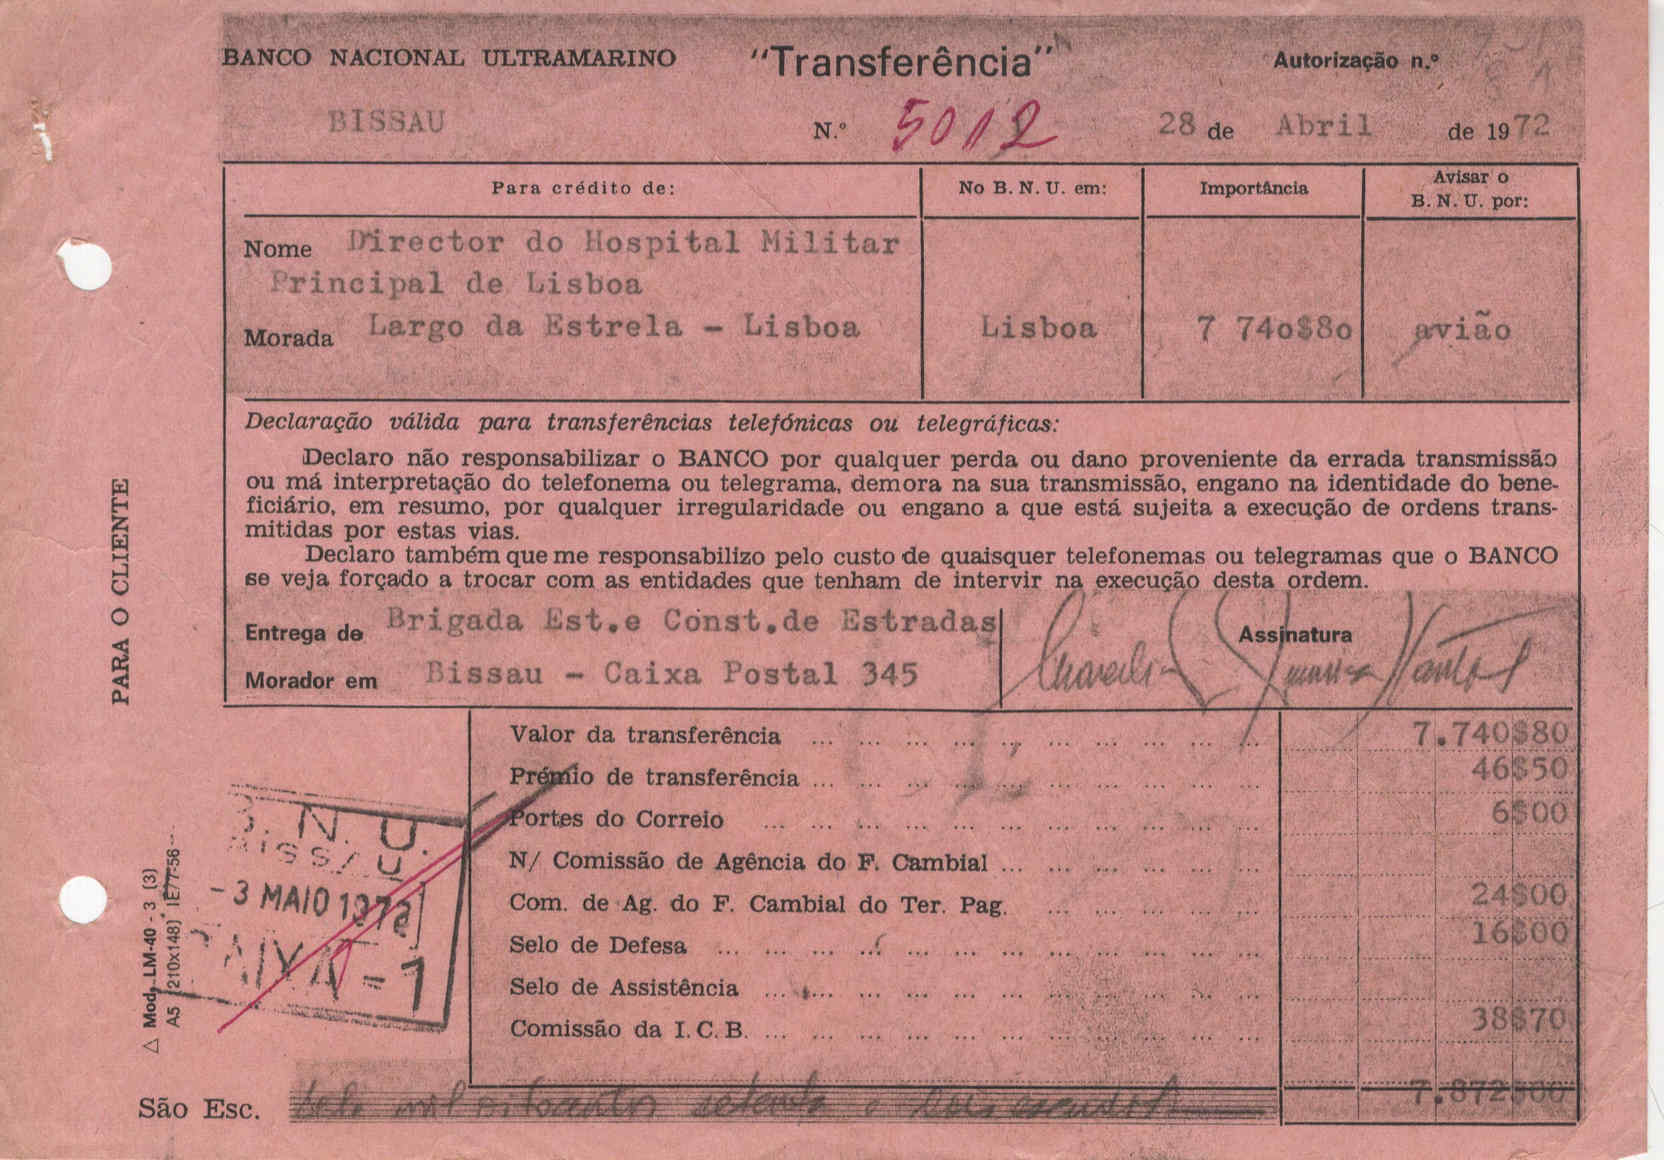 BANCO NACIONAL ULTRAMARINO "Transferência" Autorização n.º
BISSAU N.º 5012 28 de Abril de 1972
Para crédito de: No B. N. U. em: Importância Avisar o B. N. U. por:
Nome Director do Hospital Militar
Principal de Lisboa
Morada Largo da Estrela - Lisboa Lisboa 7 740$80 avião
Declaração válida para transferências telefónicas ou telegráficas:
Declaro não responsabilizar o BANCO por qualquer perda ou dano proveniente da errada transmissão
ou má interpretação do telefonema ou telegrama, demora na sua transmissão, engano na identidade do bene-
ficiário, em resumo, por qualquer irregularidade ou engano a que está sujeita a execução de ordens trans-
mitidas por estas vias.
Declaro também que me responsabilizo pelo custo de quaisquer telefonemas ou telegramas que o BANCO
se veja forçado a trocar com as entidades que tenham de intervir na execução desta ordem.
Entrega de Brigada Est.e Const.de Estradas Assinatura
Morador em Bissau - Caixa Postal 345
Valor da transferência 7.740$80
Prémio de transferência 46$50
Portes do Correio 6$00
N/ Comissão de Agência do F. Cambial
Com. de Ag. do F. Cambial do Ter. Pag. 24$00
Selo de Defesa 16$00
Selo de Assistência
Comissão da I.C.B. 38$70
São Esc. sete mil oitocentos setenta e dois escudos 7.872$00
B. N. U.
BISSAU
- 3 MAIO 1972
CAIXA - 1
PARA O CLIENTE
Mod. LM-40 - 3 (3)
A5 (210x148)